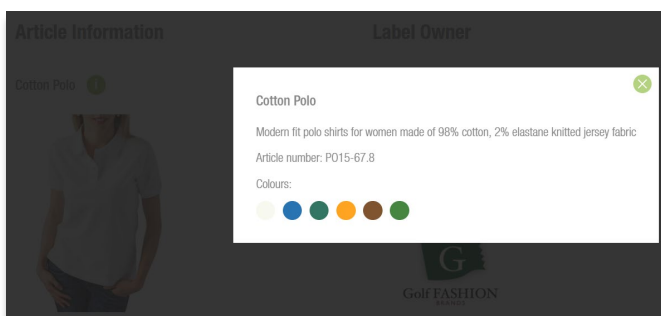 Article Information
Label Owner
Cotton Polo
Cotton Polo
Modern fit polo shirts for women made of 98% cotton, 2% elastane knitted jersey fabric
Article number: PO15-67.8
Colours:
G
Golf FASHION
BRANDS